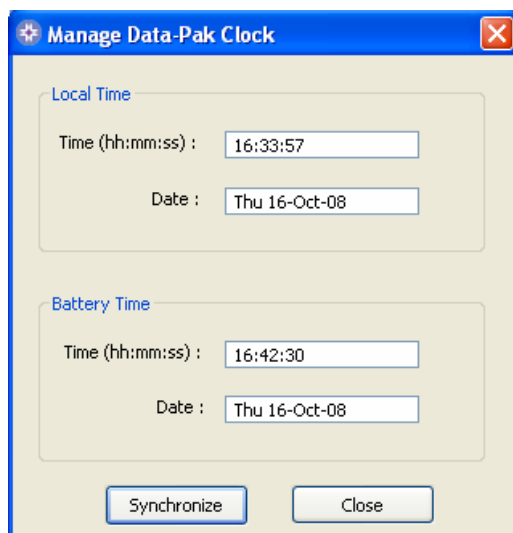 Manage Data-Pak Clock
Local Time
Time (hh:mm:ss) : 16:33:57
Date : Thu 16-Oct-08
Battery Time
Time (hh:mm:ss) : 16:42:30
Date : Thu 16-Oct-08
Synchronize Close